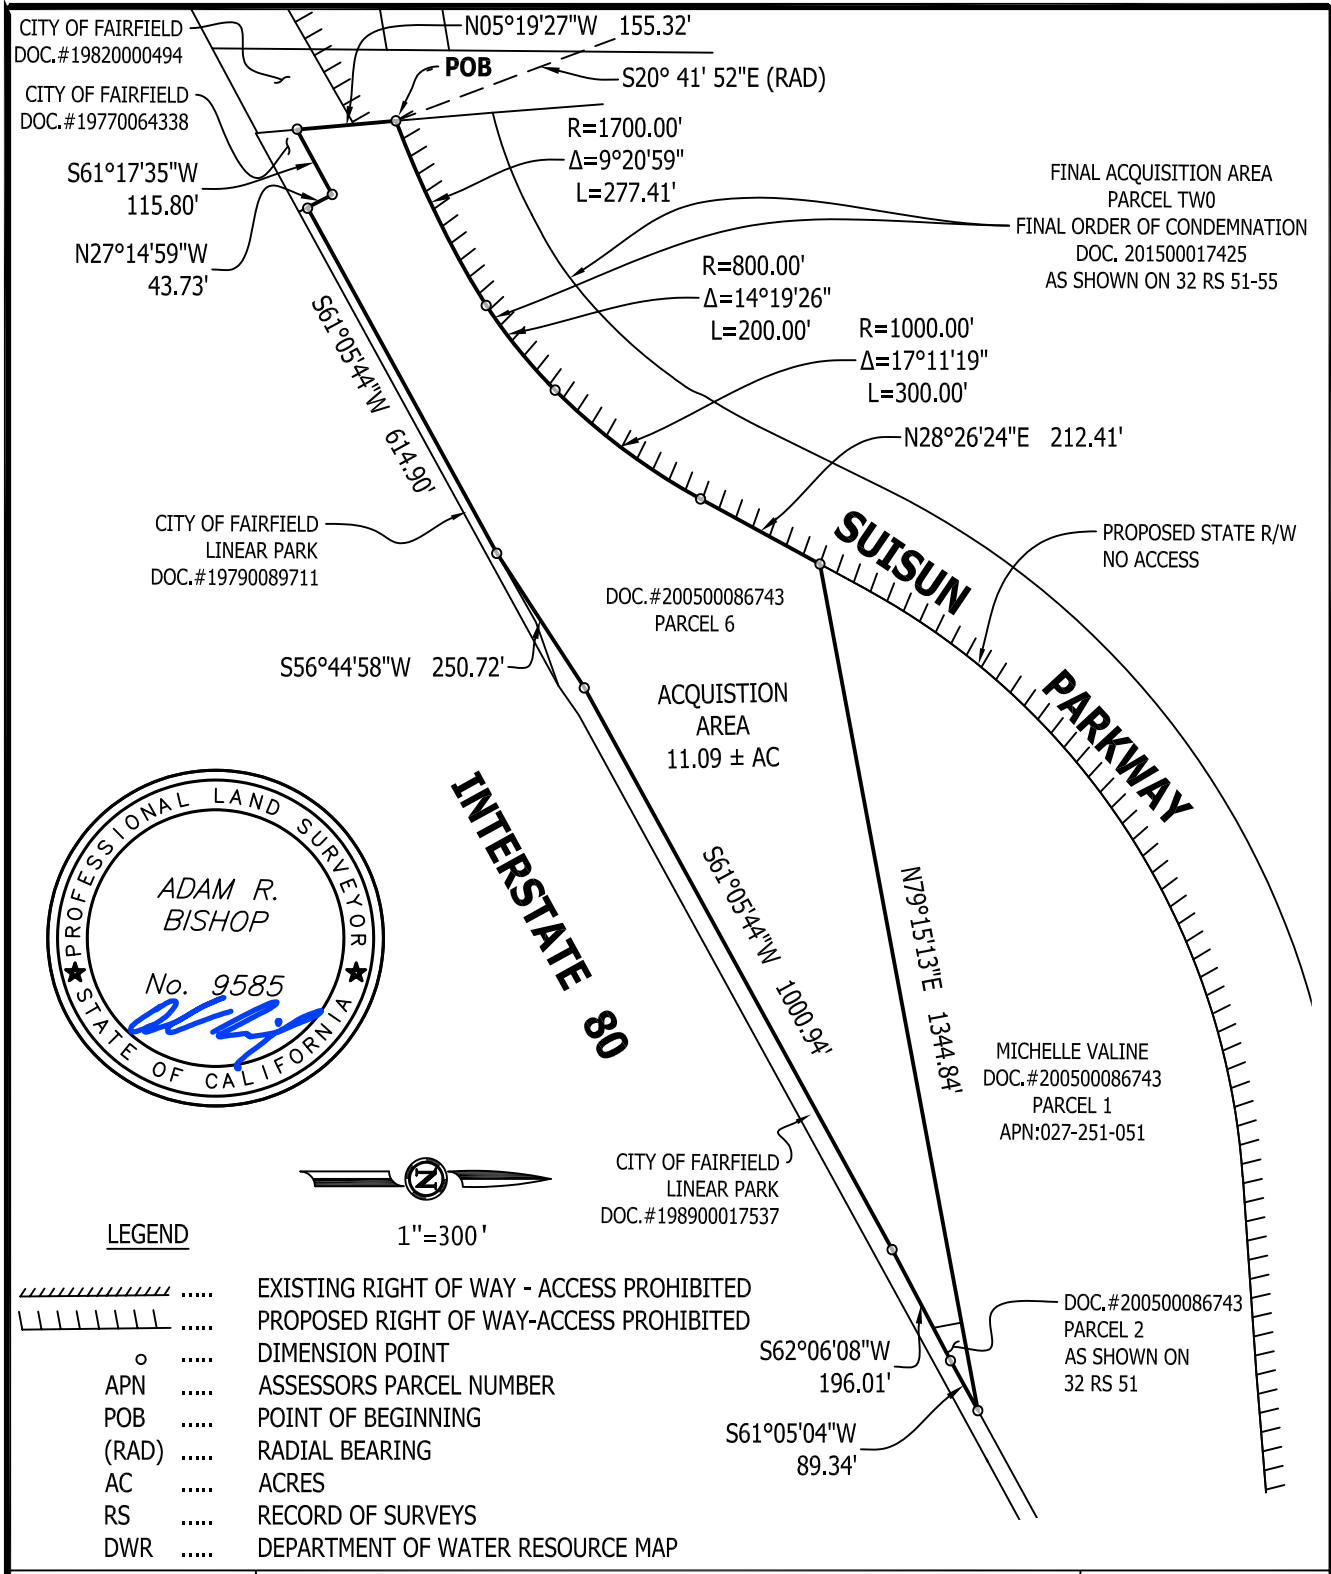 CITY OF FAIRFIELD
DOC.#19820000494
N05°19'27"W 155.32'
POB
S20° 41' 52"E (RAD)
CITY OF FAIRFIELD
DOC.#19770064338
R=1700.00'
Δ=9°20'59"
L=277.41'
S61°17'35"W
115.80'
FINAL ACQUISITION AREA
PARCEL TW0
FINAL ORDER OF CONDEMNATION
DOC. 201500017425
AS SHOWN ON 32 RS 51-55
N27°14'59"W
43.73'
R=800.00'
Δ=14°19'26"
L=200.00'
R=1000.00'
Δ=17°11'19"
L=300.00'
S61°05'44"W 614.90'
N28°26'24"E 212.41'
CITY OF FAIRFIELD
LINEAR PARK
DOC.#19790089711
SUISUN
PARKWAY
PROPOSED STATE R/W
NO ACCESS
DOC.#200500086743
PARCEL 6
S56°44'58"W 250.72'
ACQUISTION
AREA
11.09 ± AC
INTERSTATE 80
PROFESSIONAL LAND SURVEYOR
ADAM R.
BISHOP
No. 9585
STATE OF CALIFORNIA
S61°05'44"W 1000.94'
N79°15'13"E 1344.84'
MICHELLE VALINE
DOC.#200500086743
PARCEL 1
APN:027-251-051
CITY OF FAIRFIELD
LINEAR PARK
DOC.#198900017537
N
1"=300'
LEGEND
..... EXISTING RIGHT OF WAY - ACCESS PROHIBITED
..... PROPOSED RIGHT OF WAY-ACCESS PROHIBITED
..... DIMENSION POINT
APN ..... ASSESSORS PARCEL NUMBER
POB ..... POINT OF BEGINNING
(RAD) ..... RADIAL BEARING
AC ..... ACRES
RS ..... RECORD OF SURVEYS
DWR ..... DEPARTMENT OF WATER RESOURCE MAP
DOC.#200500086743
PARCEL 2
AS SHOWN ON
32 RS 51
S62°06'08"W
196.01'
S61°05'04"W
89.34'